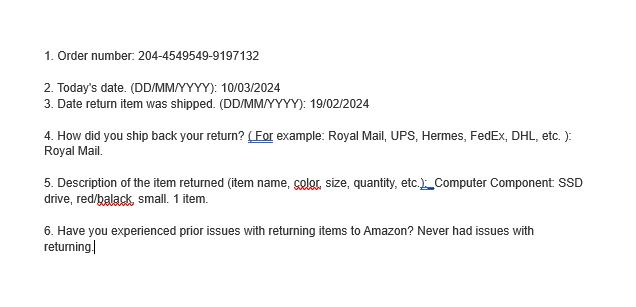 1. Order number: 204-4549549-9197132
2. Today's date. (DD/MM/YYYY): 10/03/2024
3. Date return item was shipped. (DD/MM/YYYY): 19/02/2024
4. How did you ship back your return? ( For example: Royal Mail, UPS, Hermes, FedEx, DHL, etc. ):
Royal Mail.
5. Description of the item returned (item name, color, size, quantity, etc.): Computer Component: SSD
drive, red/balack, small. 1 item.
6. Have you experienced prior issues with returning items to Amazon? Never had issues with
returning.